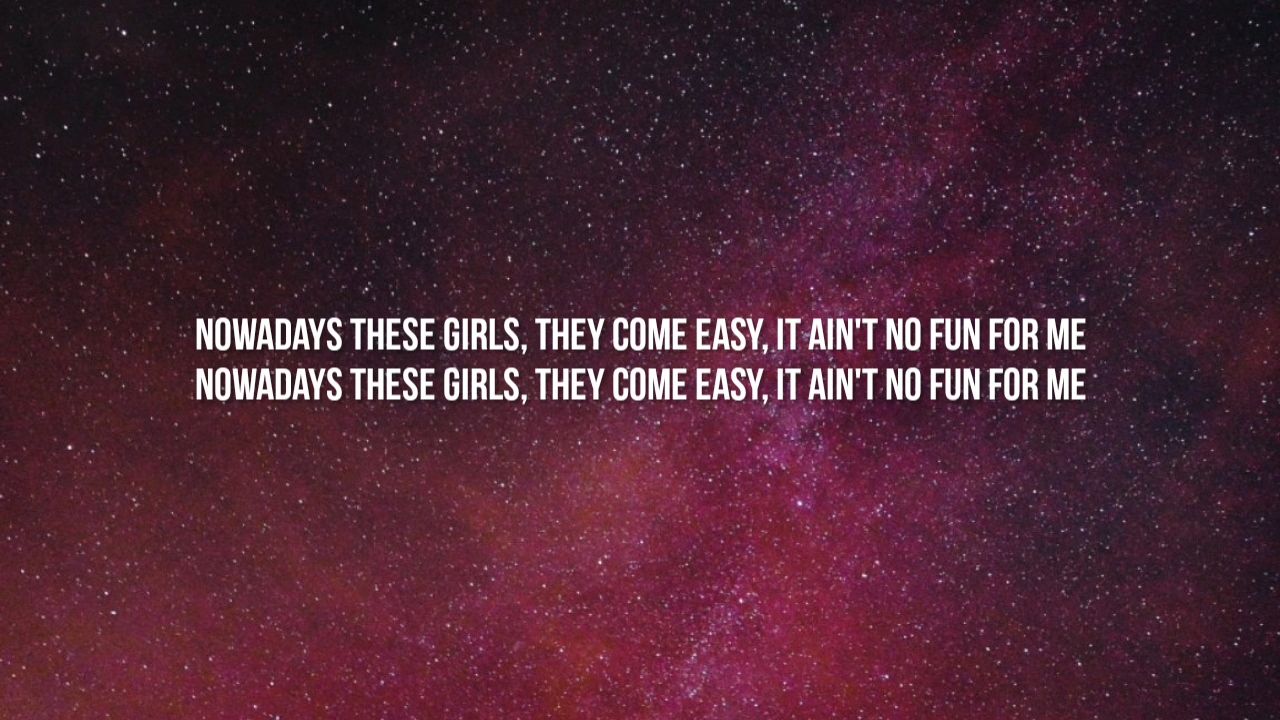 NOWADAYS THESE GIRLS, THEY COME EASY, IT AIN'T NO FUN FOR ME
NOWADAYS THESE GIRLS, THEY COME EASY, IT AIN'T NO FUN FOR ME